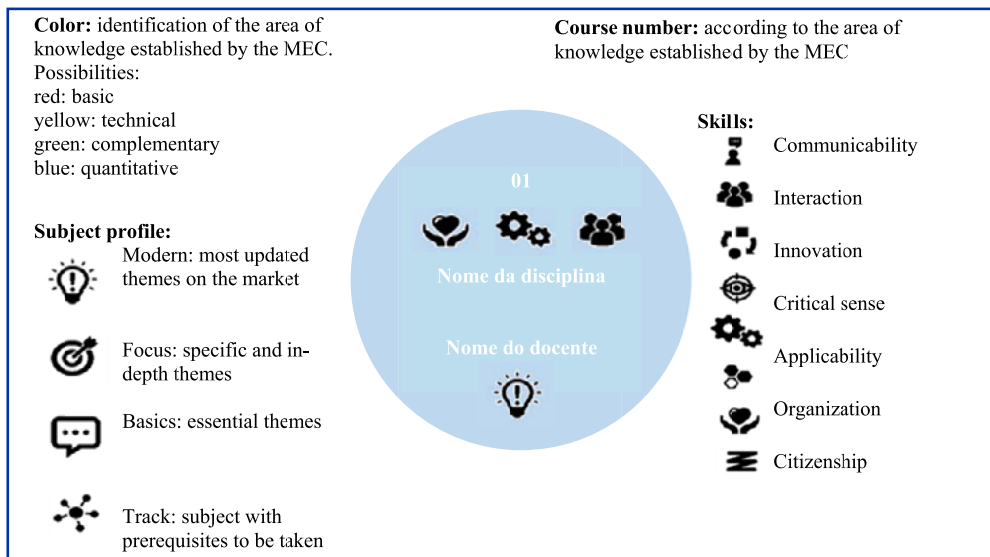 Color: identification of the area of
knowledge established by the MEC.
Possibilities:
red: basic
yellow: technical
green: complementary
blue: quantitative
Course number: according to the area of
knowledge established by the MEC
Subject profile:
Modern: most updated
themes on the market
Focus: specific and in-
depth themes
Basics: essential themes
Track: subject with
prerequisites to be taken
01
Nome da disciplina
Nome do docente
Skills:
Communicability
Interaction
Innovation
Critical sense
Applicability
Organization
Citizenship